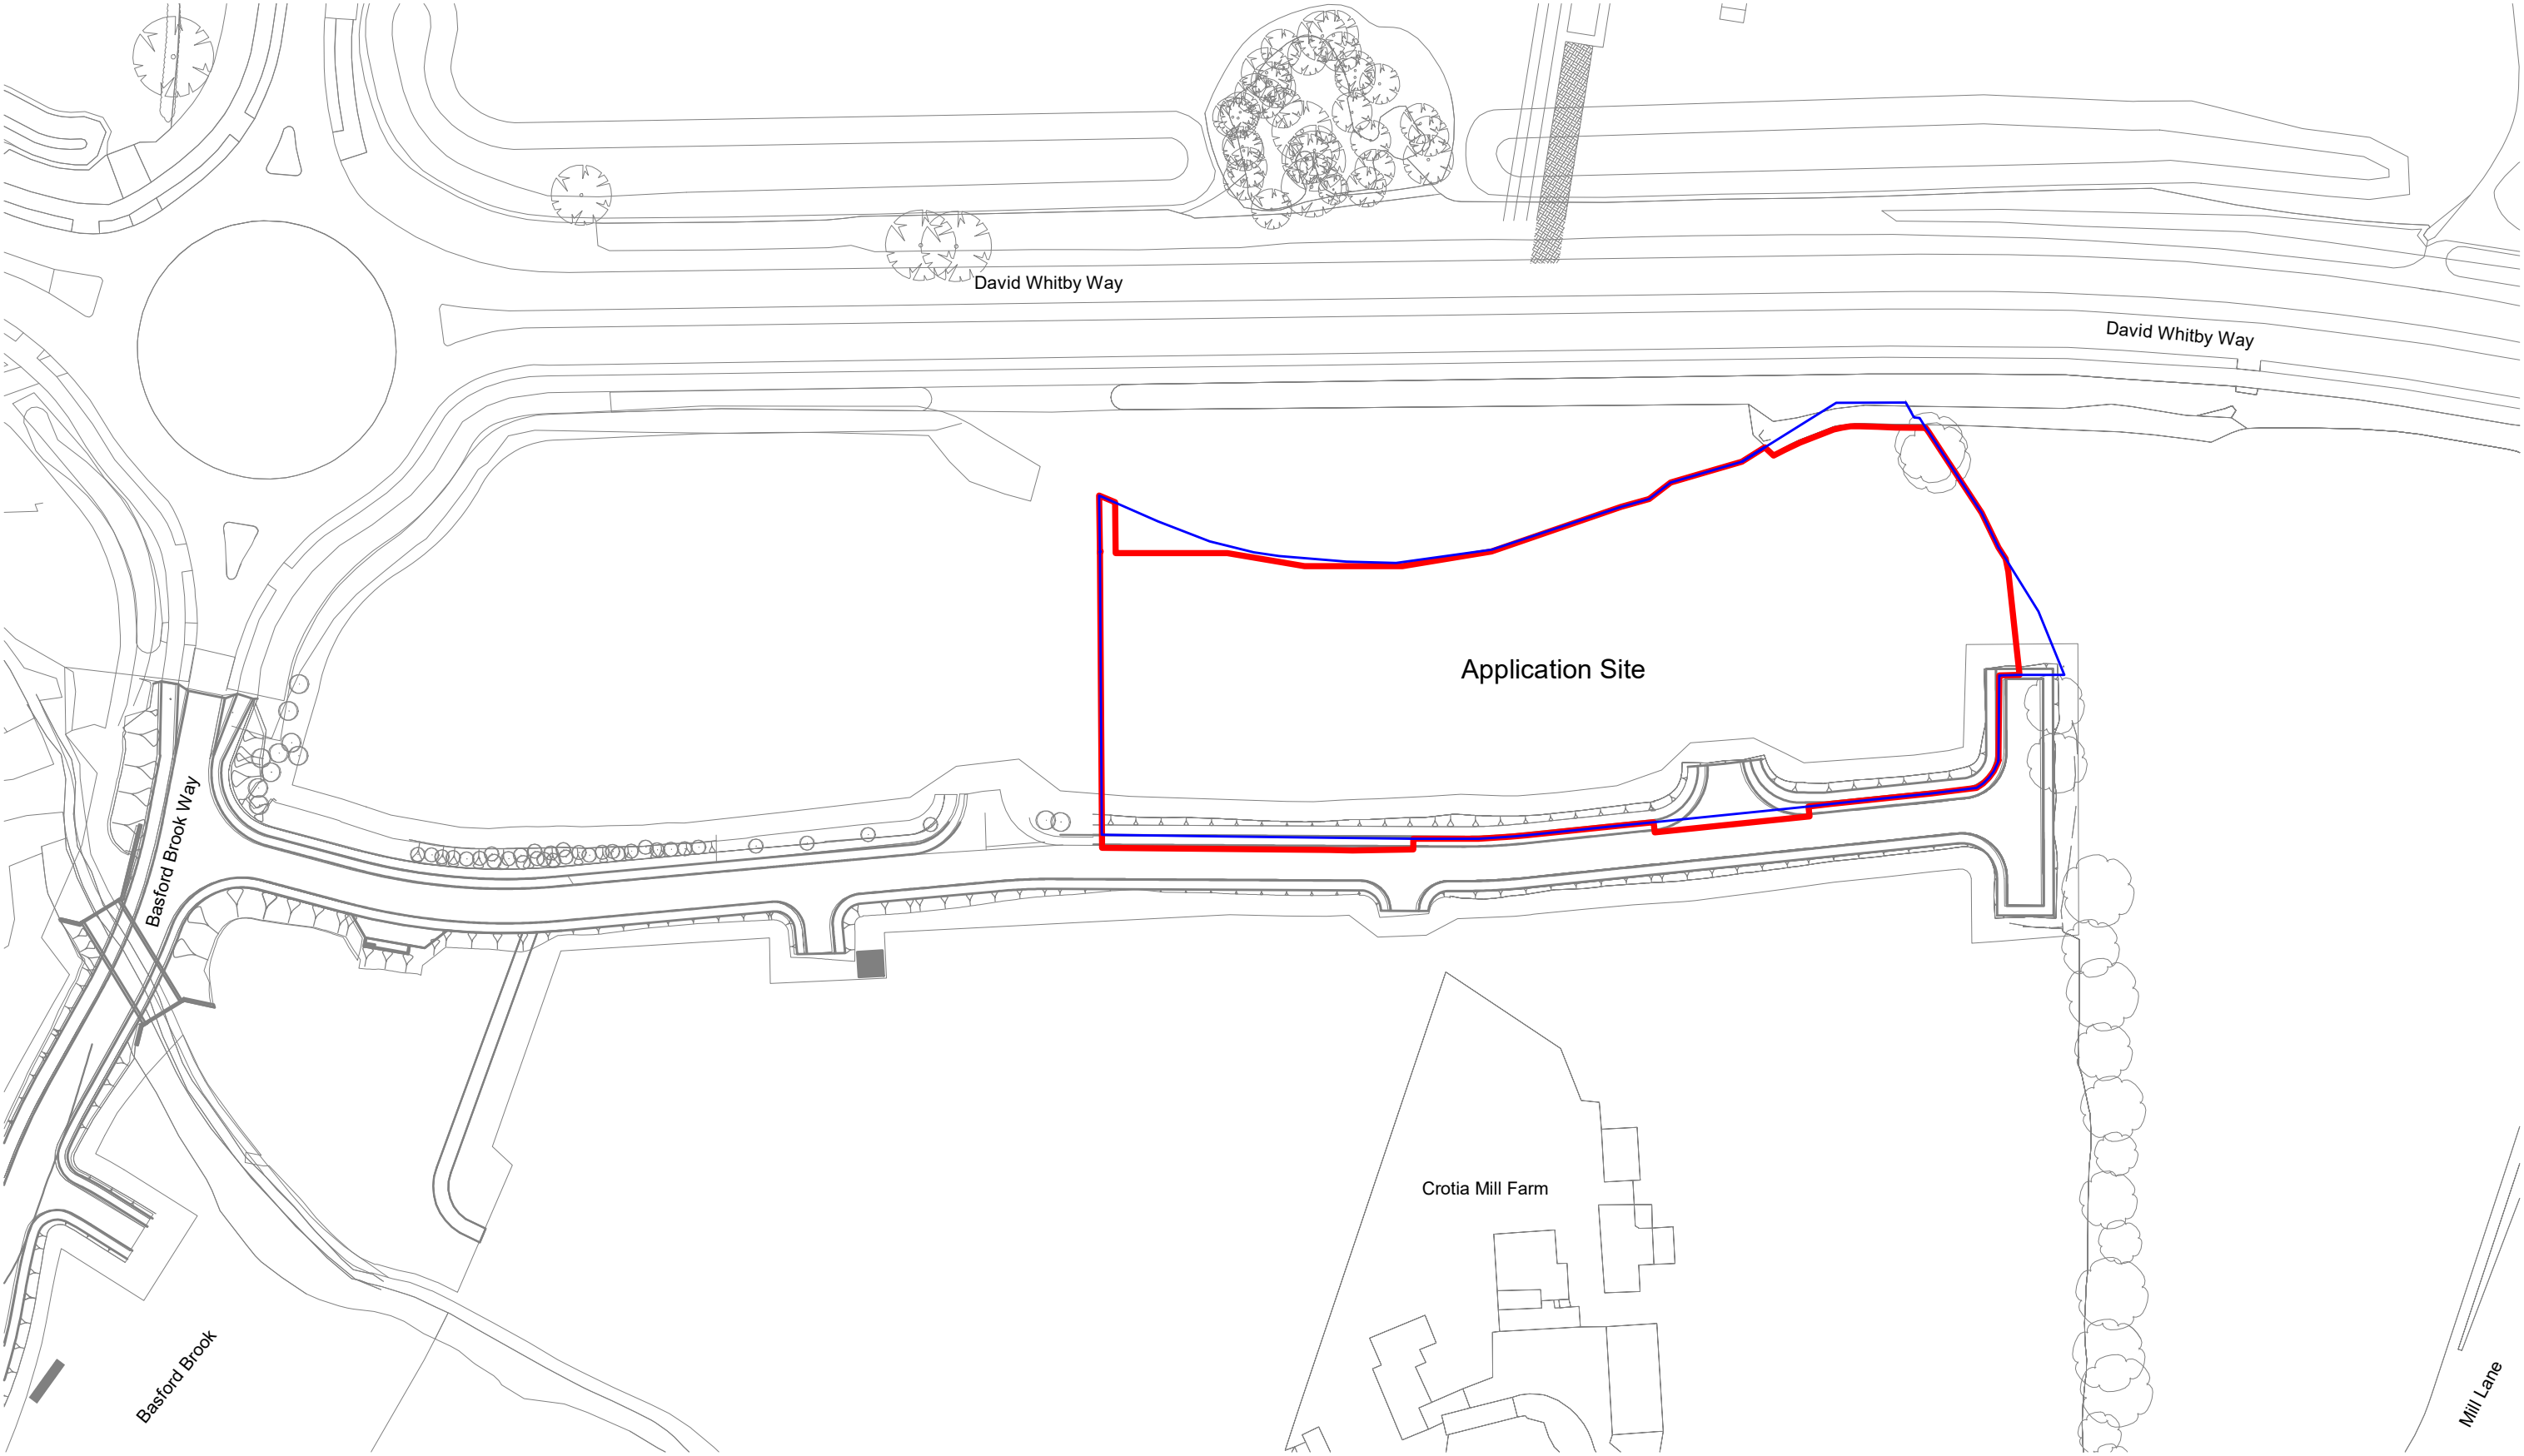 David Whitby Way
David Whitby Way
Application Site
Basford Brook Way
Crotia Mill Farm
Basford Brook
Mill Lane